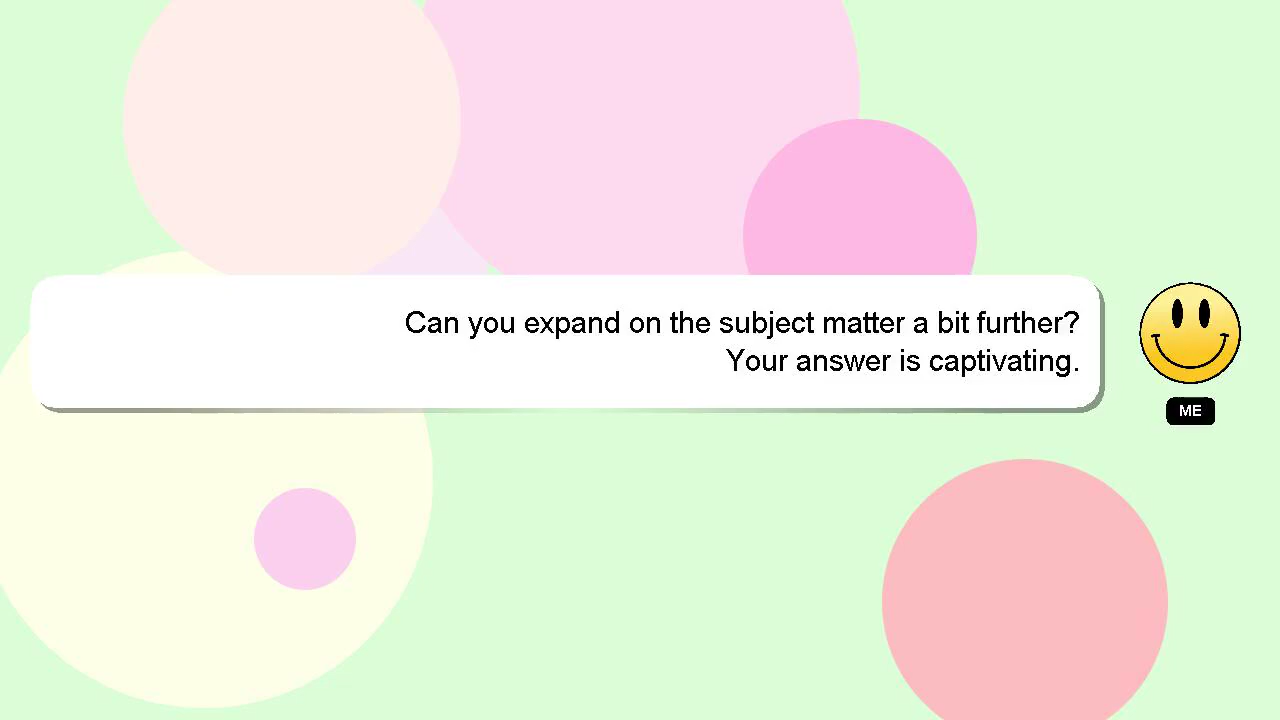 Can you expand on the subject matter a bit further?
Your answer is captivating.
ME